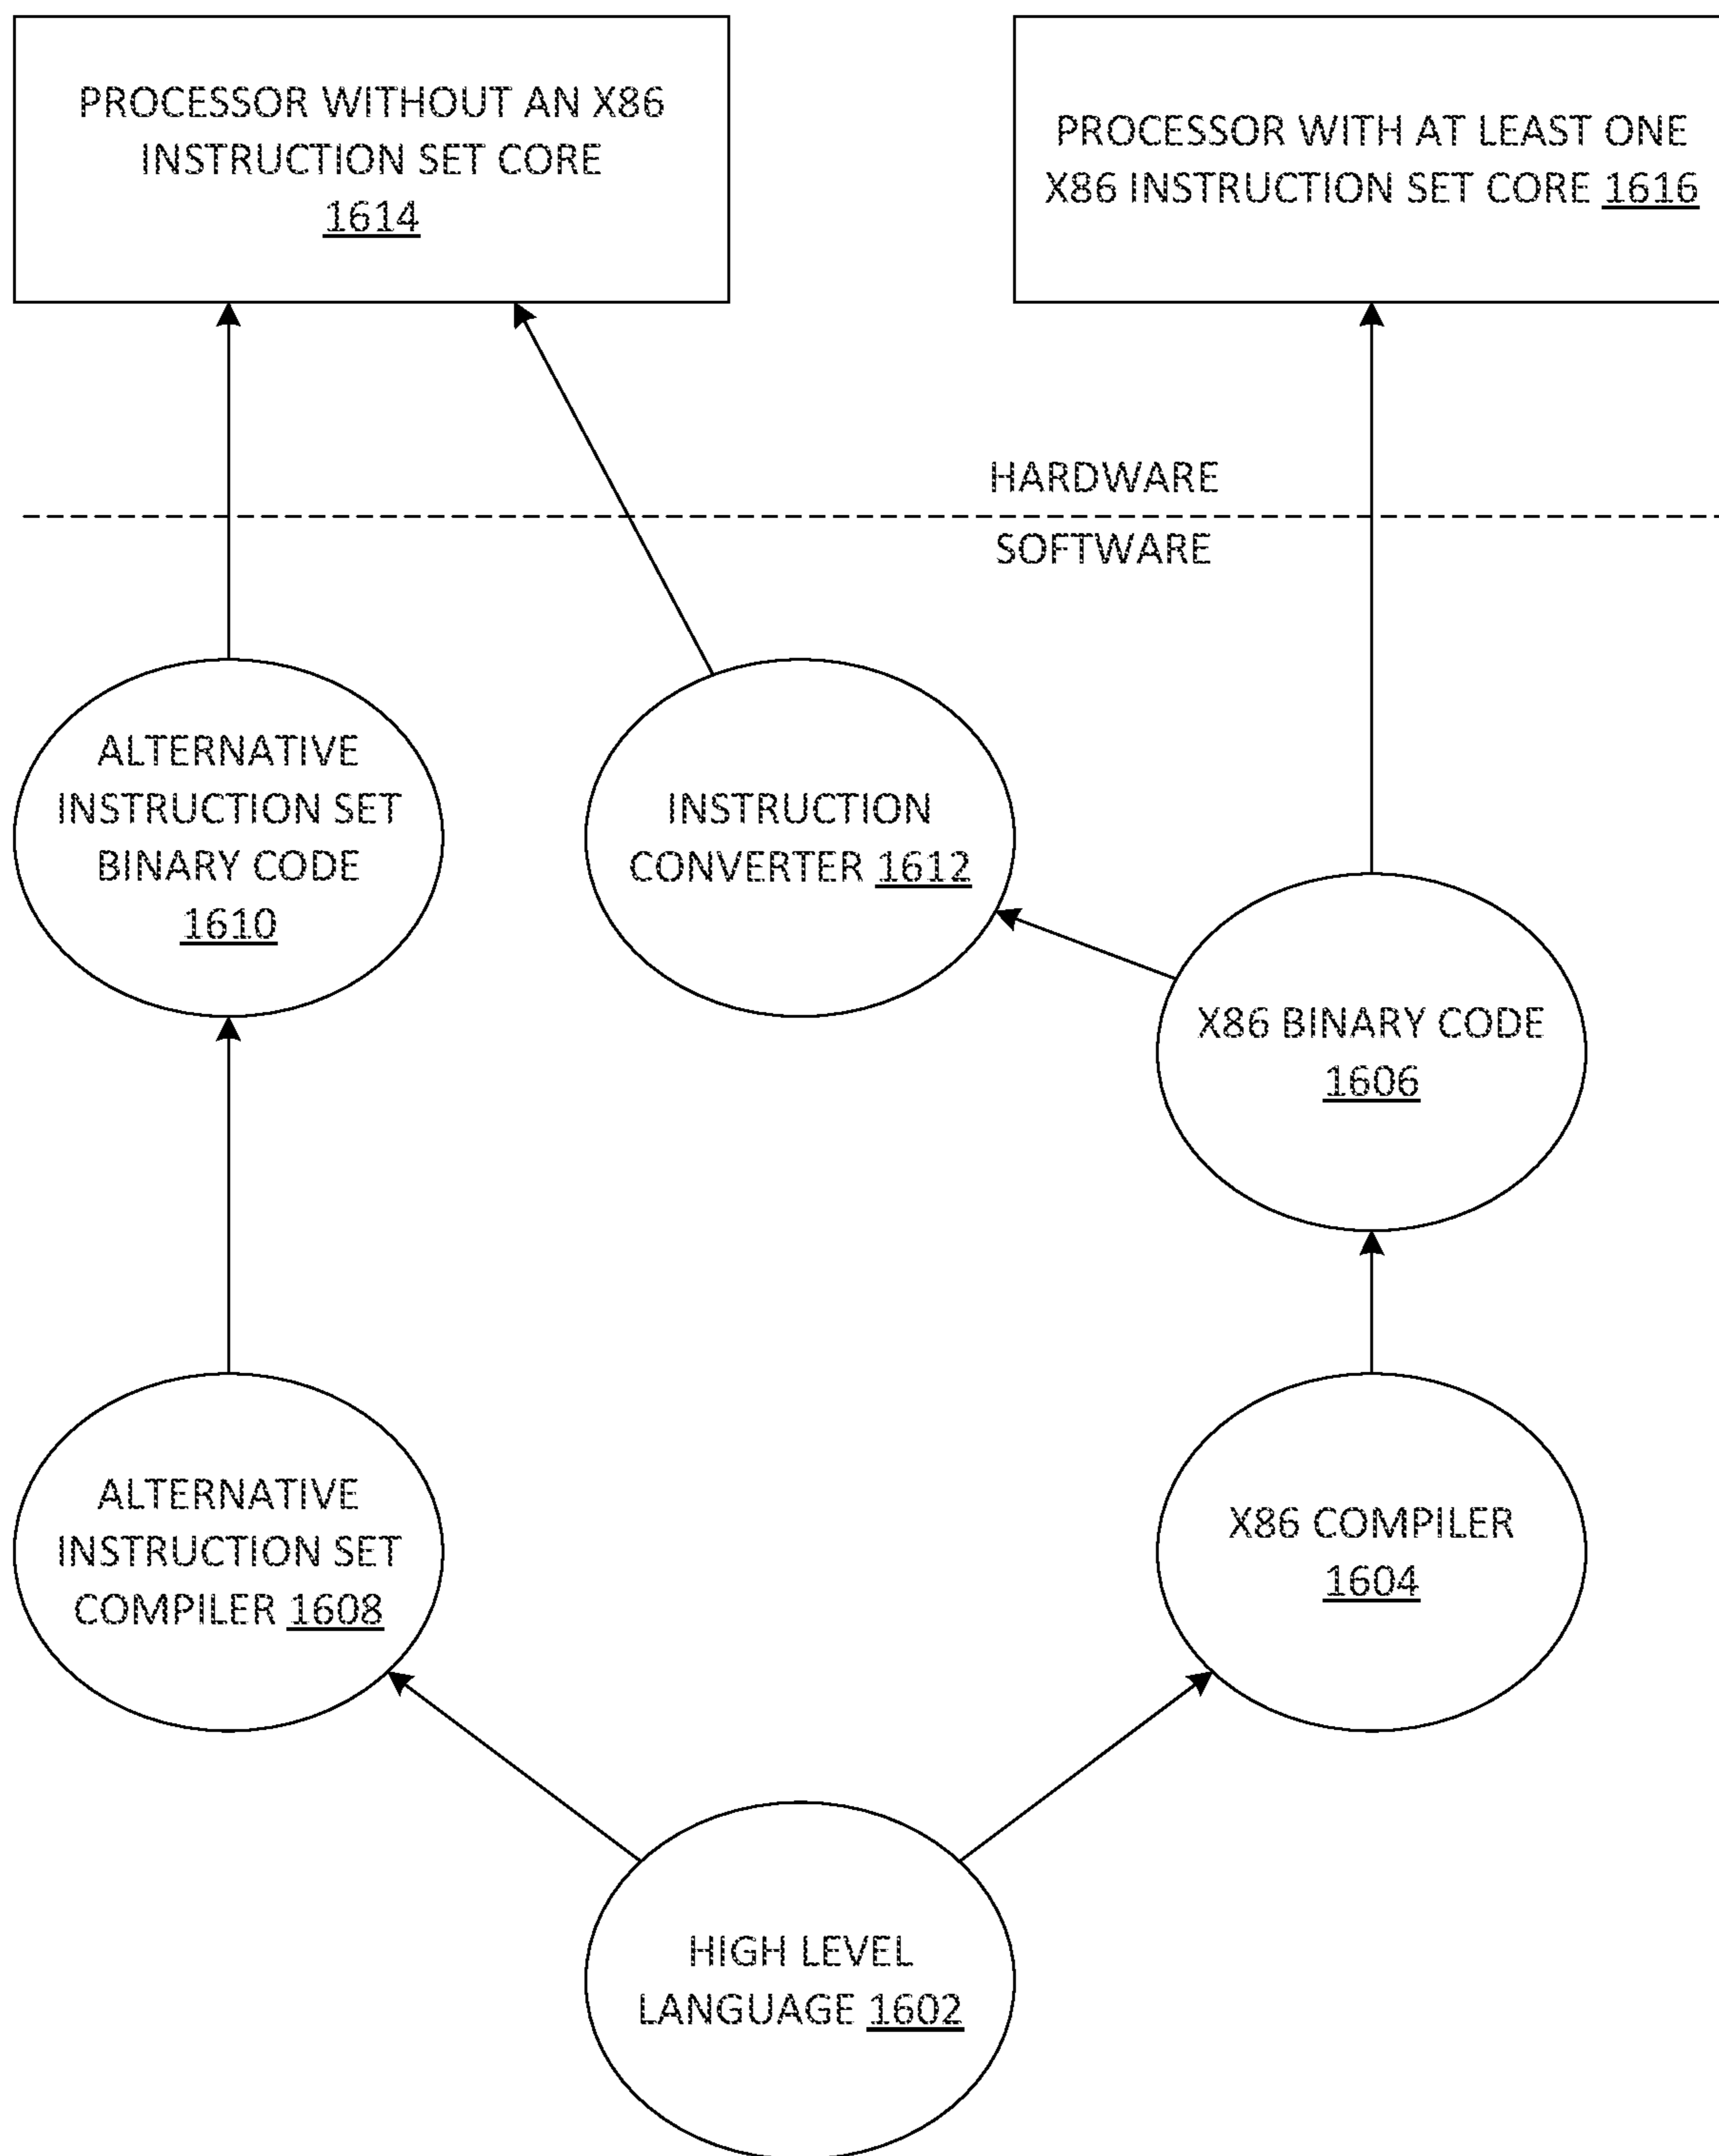 PROCESSOR WITHOUT AN X86
INSTRUCTION SET CORE
1614
PROCESSOR WITH AT LEAST ONE
X86 INSTRUCTION SET CORE 1616
HARDWARE
SOFTWARE
ALTERNATIVE
INSTRUCTION SET
BINARY CODE
1610
INSTRUCTION
CONVERTER 1612
X86 BINARY CODE
1606
ALTERNATIVE
INSTRUCTION SET
COMPILER 1608
X86 COMPILER
1604
HIGH LEVEL
LANGUAGE 1602